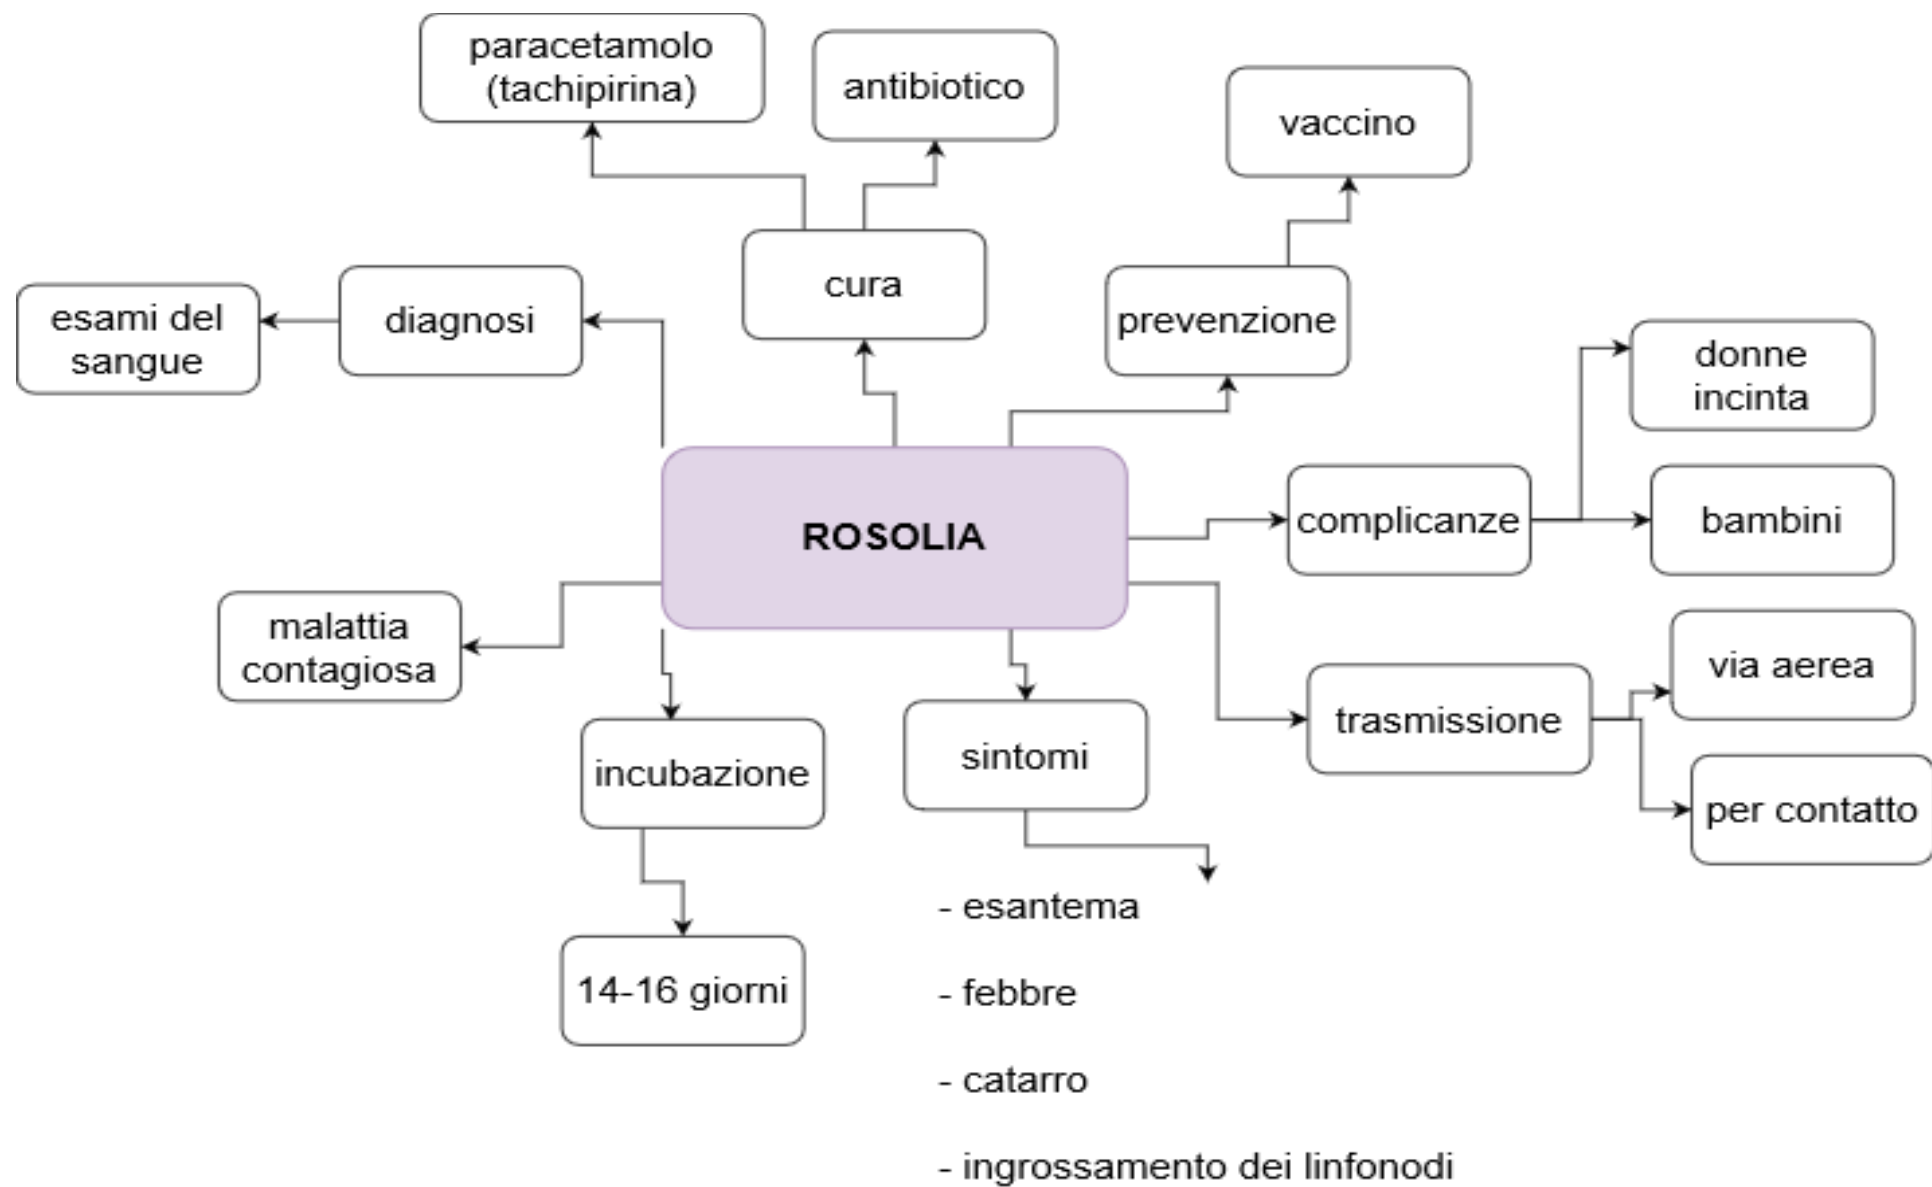 paracetamolo
(tachipirina)
antibiotico
vaccino
cura
esami del
sangue
diagnosi
prevenzione
donne
incinta
ROSOLIA
complicanze
bambini
malattia
contagiosa
via aerea
trasmissione
incubazione
sintomi
per contatto
14-16 giorni
- esantema
- febbre
- catarro
- ingrossamento dei linfonodi